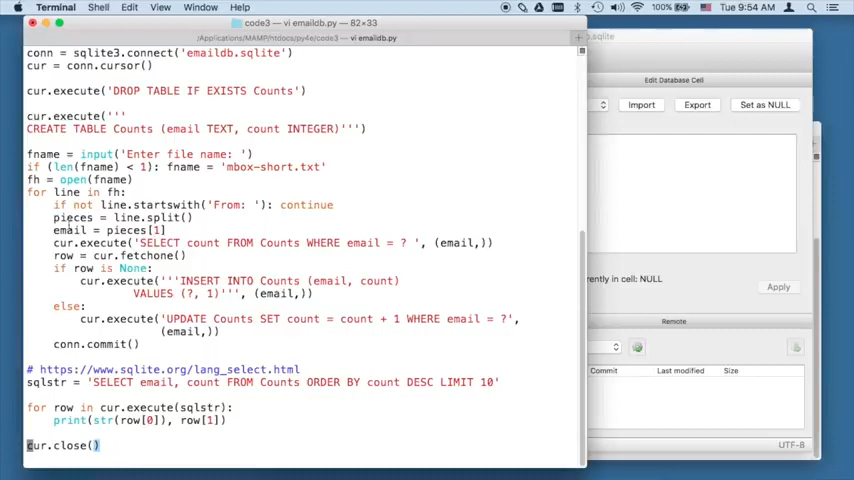 Terminal Shell Edit View Window Help 100% Tue 9:54 AM
code3 — vi emaildb.py — 82×33
/Applications/MAMP/htdocs/py4e/code3 — vi emaildb.py +
conn = sqlite3.connect('emaildb.sqlite')
cur = conn.cursor()
cur.execute('DROP TABLE IF EXISTS Counts')
cur.execute('''
CREATE TABLE Counts (email TEXT, count INTEGER)''')
fname = input('Enter file name: ')
if (len(fname) < 1): fname = 'mbox-short.txt'
fh = open(fname)
for line in fh:
if not line.startswith('From: '): continue
pieces = line.split()
email = pieces[1]
cur.execute('SELECT count FROM Counts WHERE email = ? ', (email,))
row = cur.fetchone()
if row is None:
cur.execute('''INSERT INTO Counts (email, count)
VALUES (?, 1)''', (email,))
else:
cur.execute('UPDATE Counts SET count = count + 1 WHERE email = ?',
(email,))
conn.commit()
# https://www.sqlite.org/lang_select.html
sqlstr = 'SELECT email, count FROM Counts ORDER BY count DESC LIMIT 10'
for row in cur.execute(sqlstr):
print(str(row[0]), row[1])
cur.close()
.sqlite
Edit Database Cell
Import Export Set as NULL
in cell: NULL
Apply
Remote
Commit Last modified Size
UTF-8